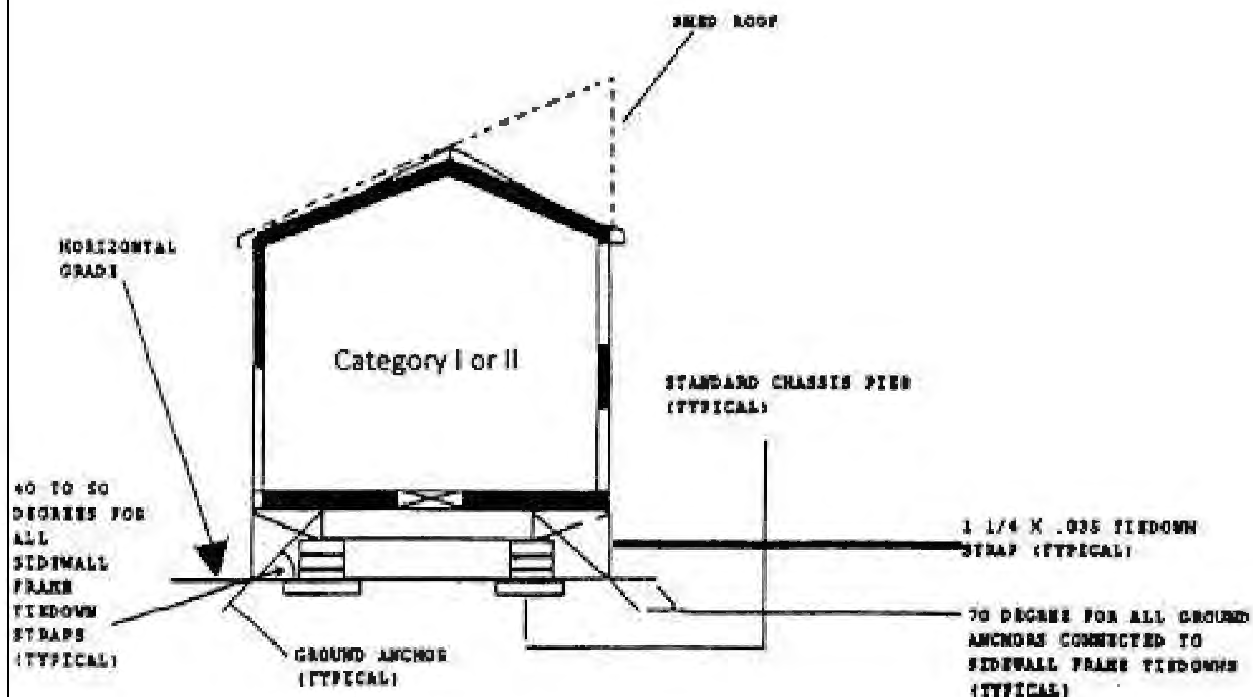 SHED ROOF
HORIZONTAL
GRADE
Category I or II
STANDARD CHASSIS PIER
(TYPICAL)
40 TO 50
DEGREES FOR
ALL
SIDEWALL
FRAME
TIEDOWN
STRAPS
(TYPICAL)
1 1/4 X .035 TIEDOWN
STRAP (TYPICAL)
GROUND ANCHOR
(TYPICAL)
70 DEGREE FOR ALL GROUND
ANCHORS CONNECTED TO
SIDEWALL FRAME TIEDOWNS
(TYPICAL)